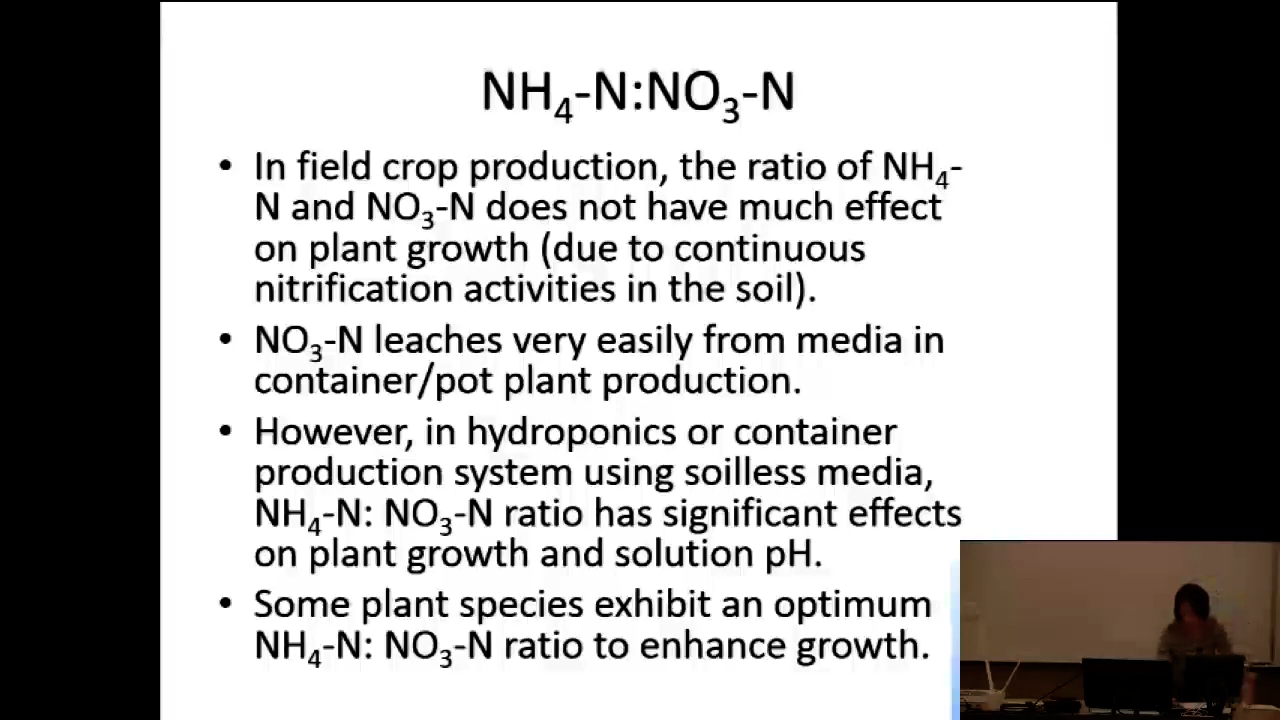 NH₄-N:NO₃-N
• In field crop production, the ratio of NH₄-
N and NO₃-N does not have much effect
on plant growth (due to continuous
nitrification activities in the soil).
• NO₃-N leaches very easily from media in
container/pot plant production.
• However, in hydroponics or container
production system using soilless media,
NH₄-N: NO₃-N ratio has significant effects
on plant growth and solution pH.
• Some plant species exhibit an optimum
NH₄-N: NO₃-N ratio to enhance growth.